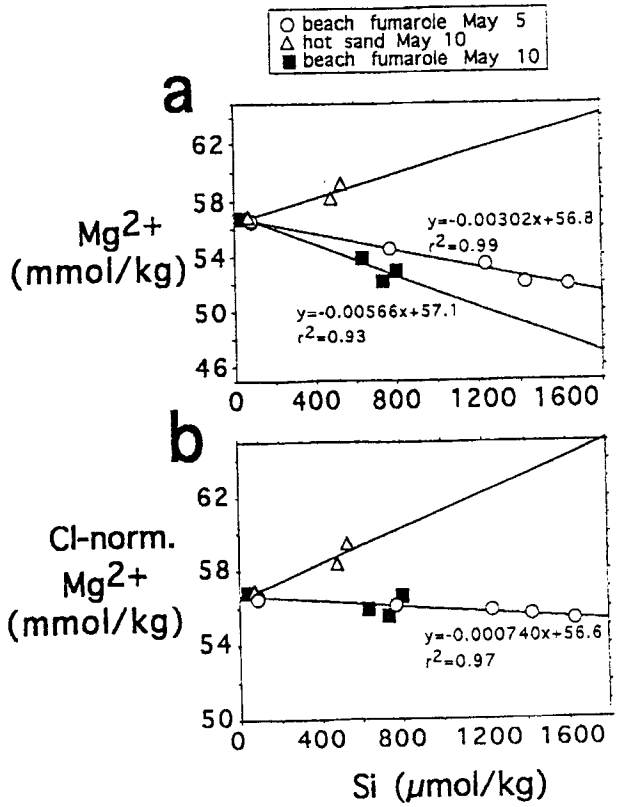 beach fumarole May 5
hot sand May 10
beach fumarole May 10
a
62
58
54
50
46
Mg2+
(mmol/kg)
y=-0.00302x+56.8
r2=0.99
y=-0.00566x+57.1
r2=0.93
0 400 800 1200 1600
b
62
58
54
50
Cl-norm.
Mg2+
(mmol/kg)
y=-0.000740x+56.6
r2=0.97
0 400 800 1200 1600
Si (μmol/kg)